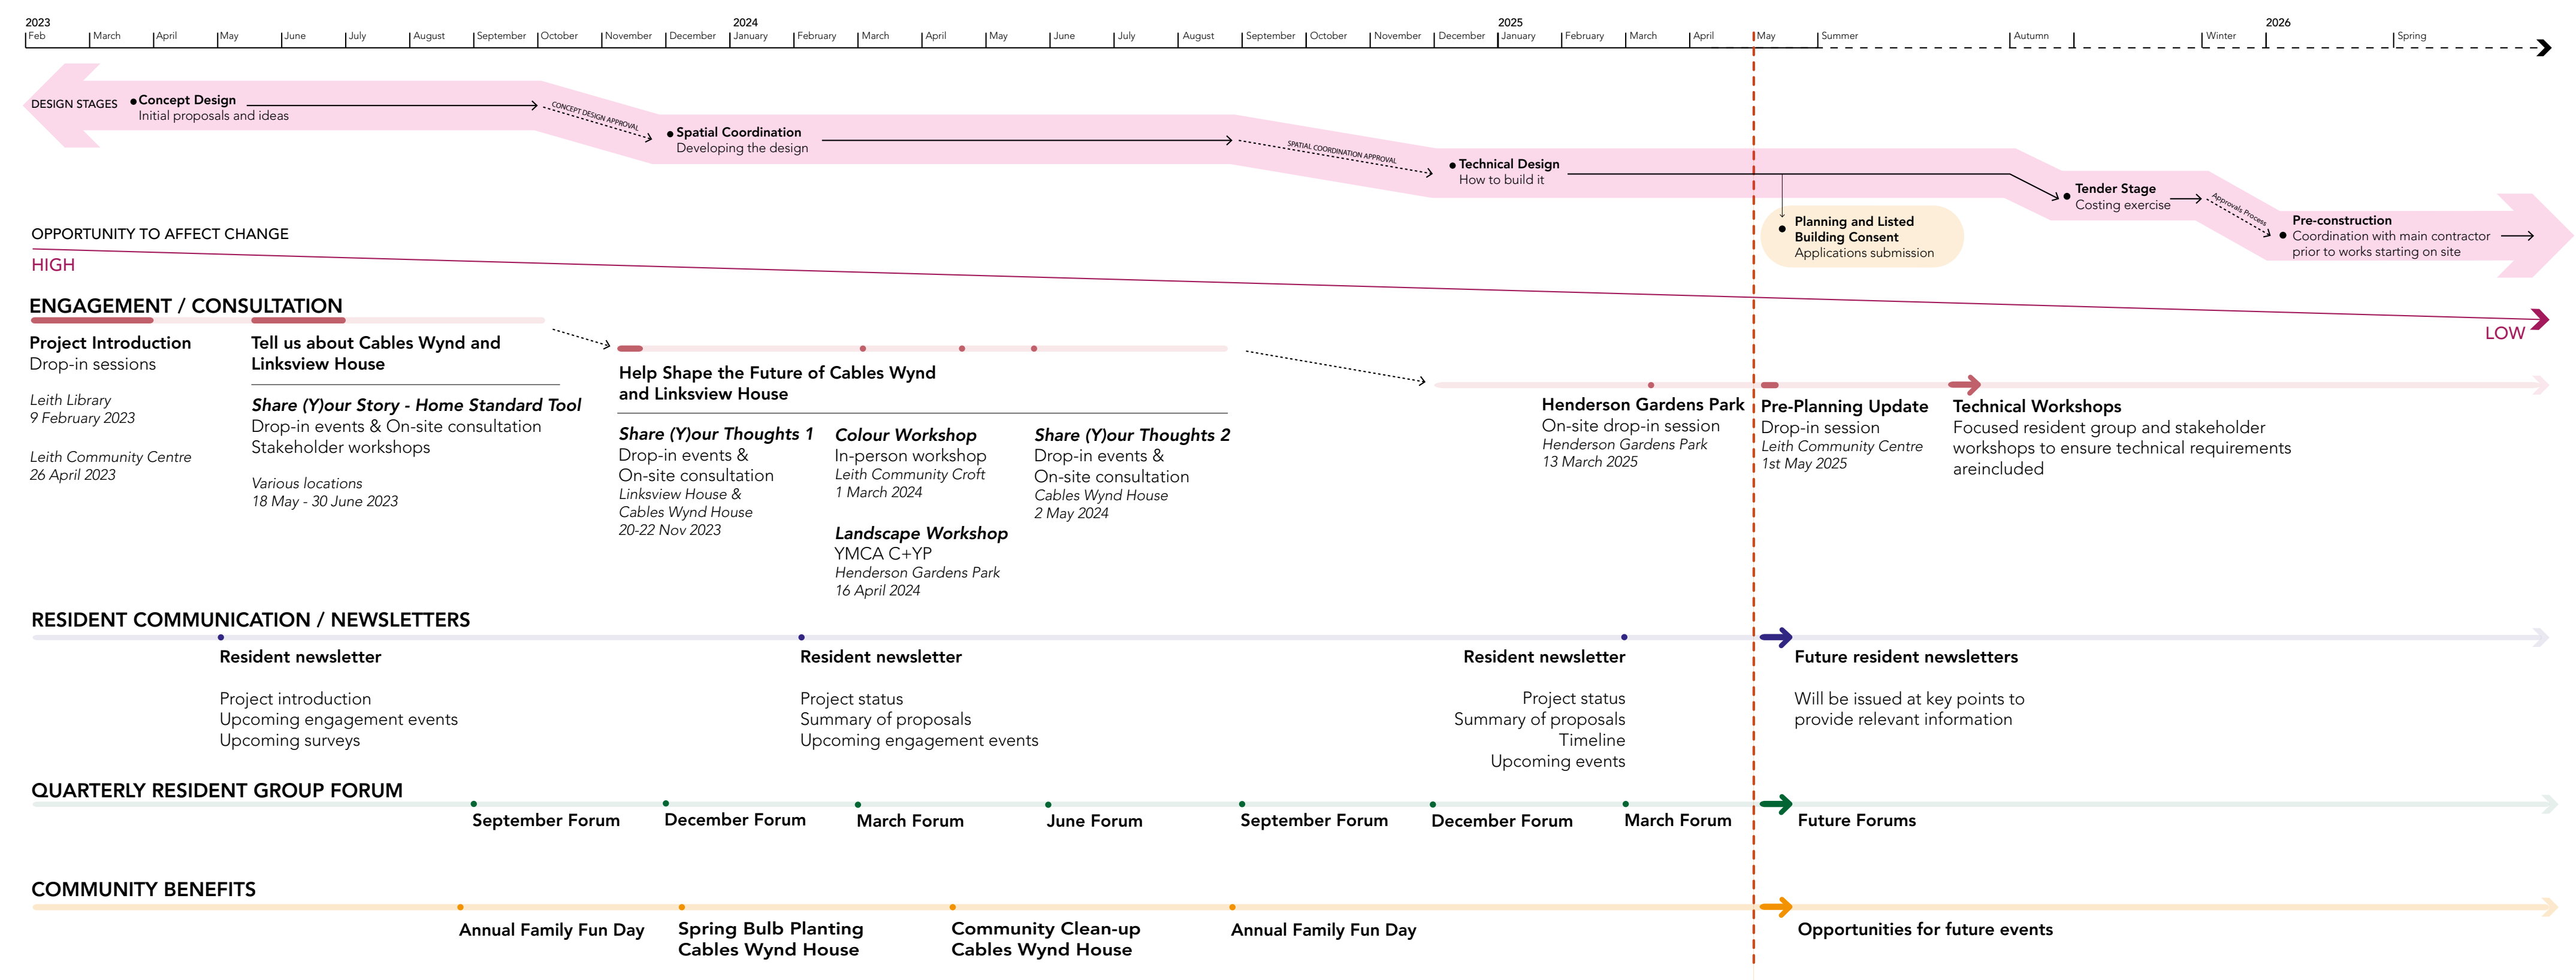 2023
2024
2025
2026
Feb
March
April
May
June
July
August
September
October
November
December
January
February
March
April
May
June
July
August
September
October
November
December
January
February
March
April
May
Summer
Autumn
Winter
Spring
DESIGN STAGES
Concept Design
Initial proposals and ideas
CONCEPT DESIGN APPROVAL
Spatial Coordination
Developing the design
SPATIAL COORDINATION APPROVAL
Technical Design
How to build it
Planning and Listed
Building Consent
Applications submission
Tender Stage
Costing exercise
Approvals Process
Pre-construction
Coordination with main contractor
prior to works starting on site
OPPORTUNITY TO AFFECT CHANGE
HIGH
LOW
ENGAGEMENT / CONSULTATION
Project Introduction
Drop-in sessions
Leith Library
9 February 2023
Leith Community Centre
26 April 2023
Tell us about Cables Wynd and
Linksview House
Share (Y)our Story - Home Standard Tool
Drop-in events & On-site consultation
Stakeholder workshops
Various locations
18 May - 30 June 2023
Help Shape the Future of Cables Wynd
and Linksview House
Share (Y)our Thoughts 1
Drop-in events &
On-site consultation
Linksview House &
Cables Wynd House
20-22 Nov 2023
Colour Workshop
In-person workshop
Leith Community Croft
1 March 2024
Landscape Workshop
YMCA C+YP
Henderson Gardens Park
16 April 2024
Share (Y)our Thoughts 2
Drop-in events &
On-site consultation
Cables Wynd House
2 May 2024
Henderson Gardens Park
On-site drop-in session
Henderson Gardens Park
13 March 2025
Pre-Planning Update
Drop-in session
Leith Community Centre
1st May 2025
Technical Workshops
Focused resident group and stakeholder
workshops to ensure technical requirements
areincluded
RESIDENT COMMUNICATION / NEWSLETTERS
Resident newsletter
Project introduction
Upcoming engagement events
Upcoming surveys
Resident newsletter
Project status
Summary of proposals
Upcoming engagement events
Resident newsletter
Project status
Summary of proposals
Timeline
Upcoming events
Future resident newsletters
Will be issued at key points to
provide relevant information
QUARTERLY RESIDENT GROUP FORUM
September Forum
December Forum
March Forum
June Forum
September Forum
December Forum
March Forum
Future Forums
COMMUNITY BENEFITS
Annual Family Fun Day
Spring Bulb Planting
Cables Wynd House
Community Clean-up
Cables Wynd House
Annual Family Fun Day
Opportunities for future events